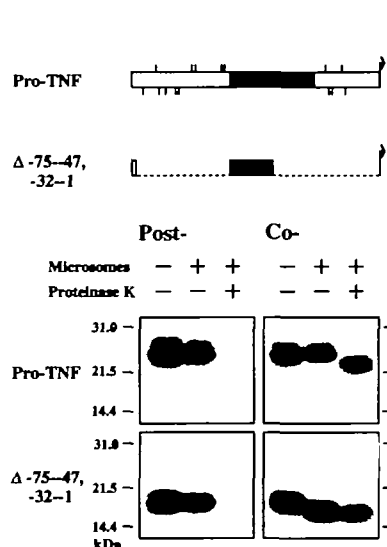 Pro-TNF
Δ -75--47,
-32--1
Post- Co-
Microsomes − + + − + +
Proteinase K − − + − − +
Pro-TNF
31.0 –
21.5 –
14.4 –
Δ -75--47,
-32--1
31.0 –
21.5 –
14.4 –
kDa